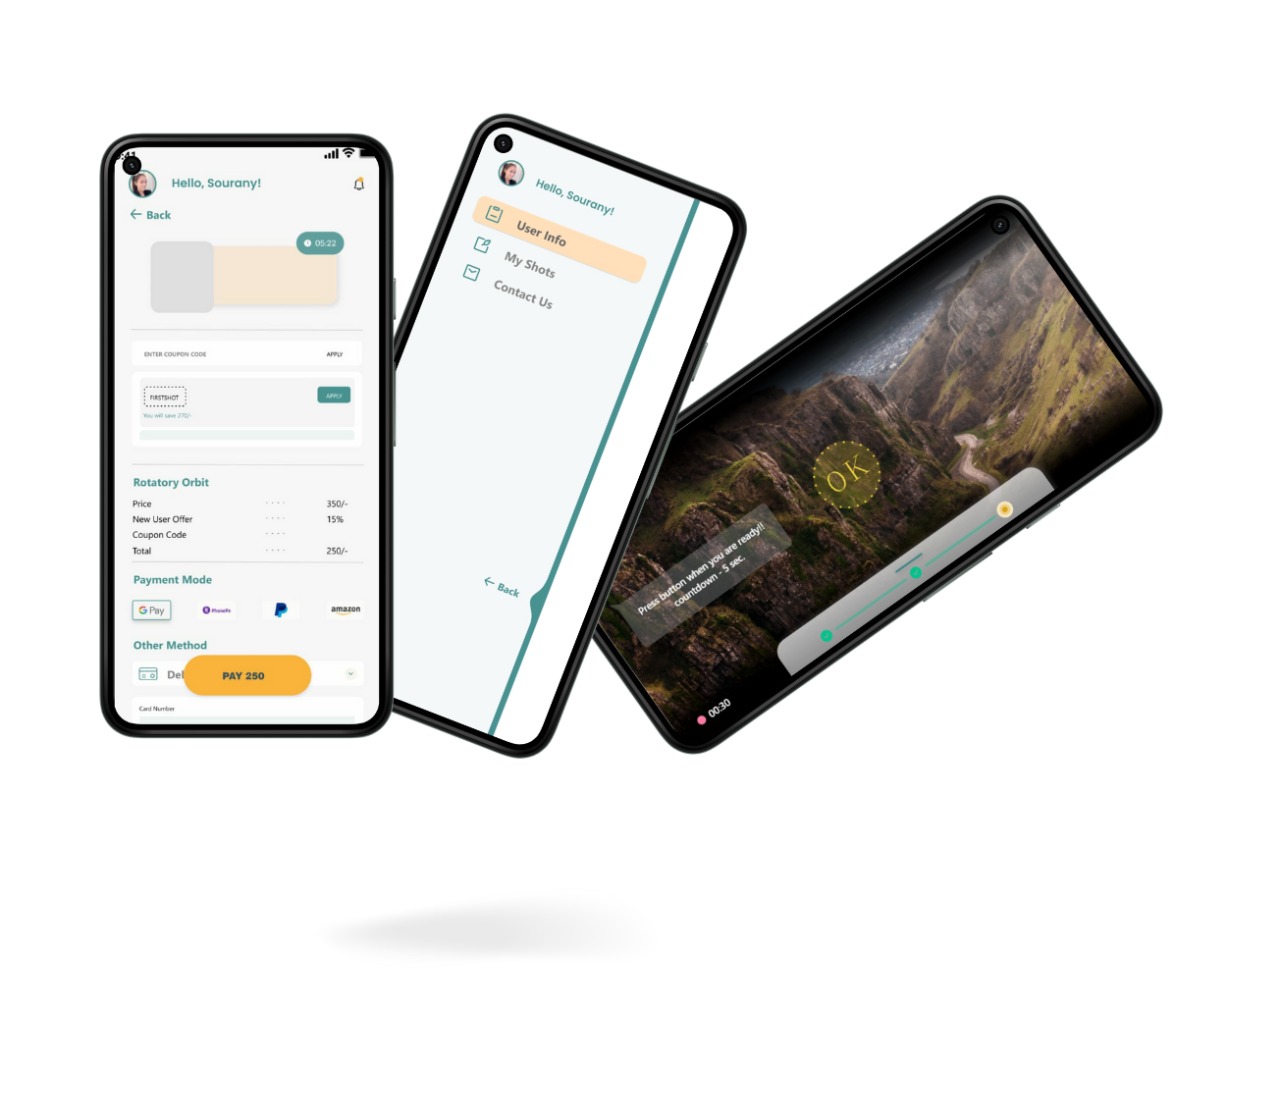 Hello, Sourany!
Back
05:22
ENTER COUPON CODE APPLY
FIRSTSHOT APPLY
You will save 270/-
Rotatory Orbit
Price .... 350/-
New User Offer .... 15%
Coupon Code ....
Total .... 250/-
Payment Mode
G Pay PhonePe amazon
Other Method
PAY 250
Card Number
Hello, Sourany!
User Info
My Shots
Contact Us
Back
OK
Press button when you are ready!!
countdown - 5 sec.
00:30